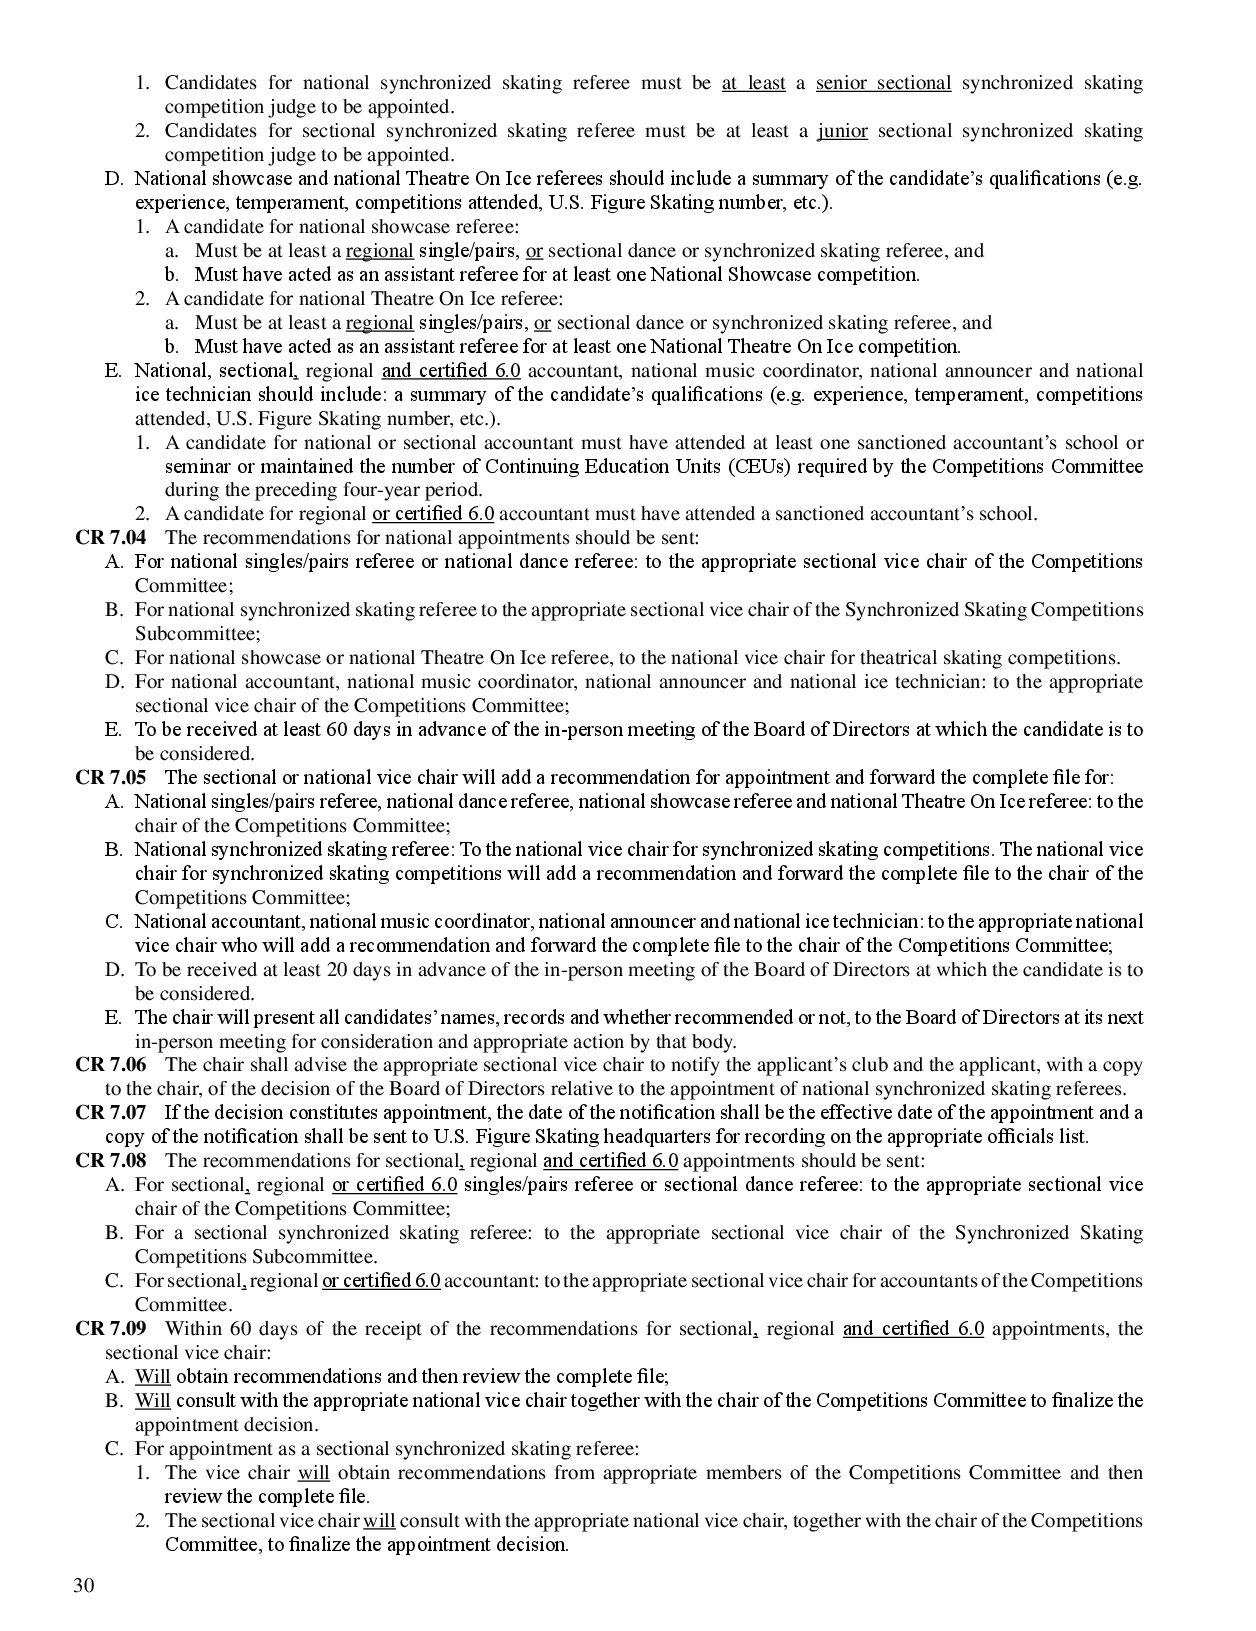 1. Candidates for national synchronized skating referee must be at least a senior sectional synchronized skating
competition judge to be appointed.
2. Candidates for sectional synchronized skating referee must be at least a junior sectional synchronized skating
competition judge to be appointed.
D. National showcase and national Theatre On Ice referees should include a summary of the candidate's qualifications (e.g.
experience, temperament, competitions attended, U.S. Figure Skating number, etc.).
1. A candidate for national showcase referee:
a. Must be at least a regional single/pairs, or sectional dance or synchronized skating referee, and
b. Must have acted as an assistant referee for at least one National Showcase competition.
2. A candidate for national Theatre On Ice referee:
a. Must be at least a regional singles/pairs, or sectional dance or synchronized skating referee, and
b. Must have acted as an assistant referee for at least one National Theatre On Ice competition.
E. National, sectional, regional and certified 6.0 accountant, national music coordinator, national announcer and national
ice technician should include: a summary of the candidate's qualifications (e.g. experience, temperament, competitions
attended, U.S. Figure Skating number, etc.).
1. A candidate for national or sectional accountant must have attended at least one sanctioned accountant's school or
seminar or maintained the number of Continuing Education Units (CEUs) required by the Competitions Committee
during the preceding four-year period.
2. A candidate for regional or certified 6.0 accountant must have attended a sanctioned accountant's school.
CR 7.04 The recommendations for national appointments should be sent:
A. For national singles/pairs referee or national dance referee: to the appropriate sectional vice chair of the Competitions
Committee;
B. For national synchronized skating referee to the appropriate sectional vice chair of the Synchronized Skating Competitions
Subcommittee;
C. For national showcase or national Theatre On Ice referee, to the national vice chair for theatrical skating competitions.
D. For national accountant, national music coordinator, national announcer and national ice technician: to the appropriate
sectional vice chair of the Competitions Committee;
E. To be received at least 60 days in advance of the in-person meeting of the Board of Directors at which the candidate is to
be considered.
CR 7.05 The sectional or national vice chair will add a recommendation for appointment and forward the complete file for:
A. National singles/pairs referee, national dance referee, national showcase referee and national Theatre On Ice referee: to the
chair of the Competitions Committee;
B. National synchronized skating referee: To the national vice chair for synchronized skating competitions. The national vice
chair for synchronized skating competitions will add a recommendation and forward the complete file to the chair of the
Competitions Committee;
C. National accountant, national music coordinator, national announcer and national ice technician: to the appropriate national
vice chair who will add a recommendation and forward the complete file to the chair of the Competitions Committee;
D. To be received at least 20 days in advance of the in-person meeting of the Board of Directors at which the candidate is to
be considered.
E. The chair will present all candidates' names, records and whether recommended or not, to the Board of Directors at its next
in-person meeting for consideration and appropriate action by that body.
CR 7.06 The chair shall advise the appropriate sectional vice chair to notify the applicant's club and the applicant, with a copy
to the chair, of the decision of the Board of Directors relative to the appointment of national synchronized skating referees.
CR 7.07 If the decision constitutes appointment, the date of the notification shall be the effective date of the appointment and a
copy of the notification shall be sent to U.S. Figure Skating headquarters for recording on the appropriate officials list.
CR 7.08 The recommendations for sectional, regional and certified 6.0 appointments should be sent:
A. For sectional, regional or certified 6.0 singles/pairs referee or sectional dance referee: to the appropriate sectional vice
chair of the Competitions Committee;
B. For a sectional synchronized skating referee: to the appropriate sectional vice chair of the Synchronized Skating
Competitions Subcommittee.
C. For sectional, regional or certified 6.0 accountant: to the appropriate sectional vice chair for accountants of the Competitions
Committee.
CR 7.09 Within 60 days of the receipt of the recommendations for sectional, regional and certified 6.0 appointments, the
sectional vice chair:
A. Will obtain recommendations and then review the complete file;
B. Will consult with the appropriate national vice chair together with the chair of the Competitions Committee to finalize the
appointment decision.
C. For appointment as a sectional synchronized skating referee:
1. The vice chair will obtain recommendations from appropriate members of the Competitions Committee and then
review the complete file.
2. The sectional vice chair will consult with the appropriate national vice chair, together with the chair of the Competitions
Committee, to finalize the appointment decision.
30